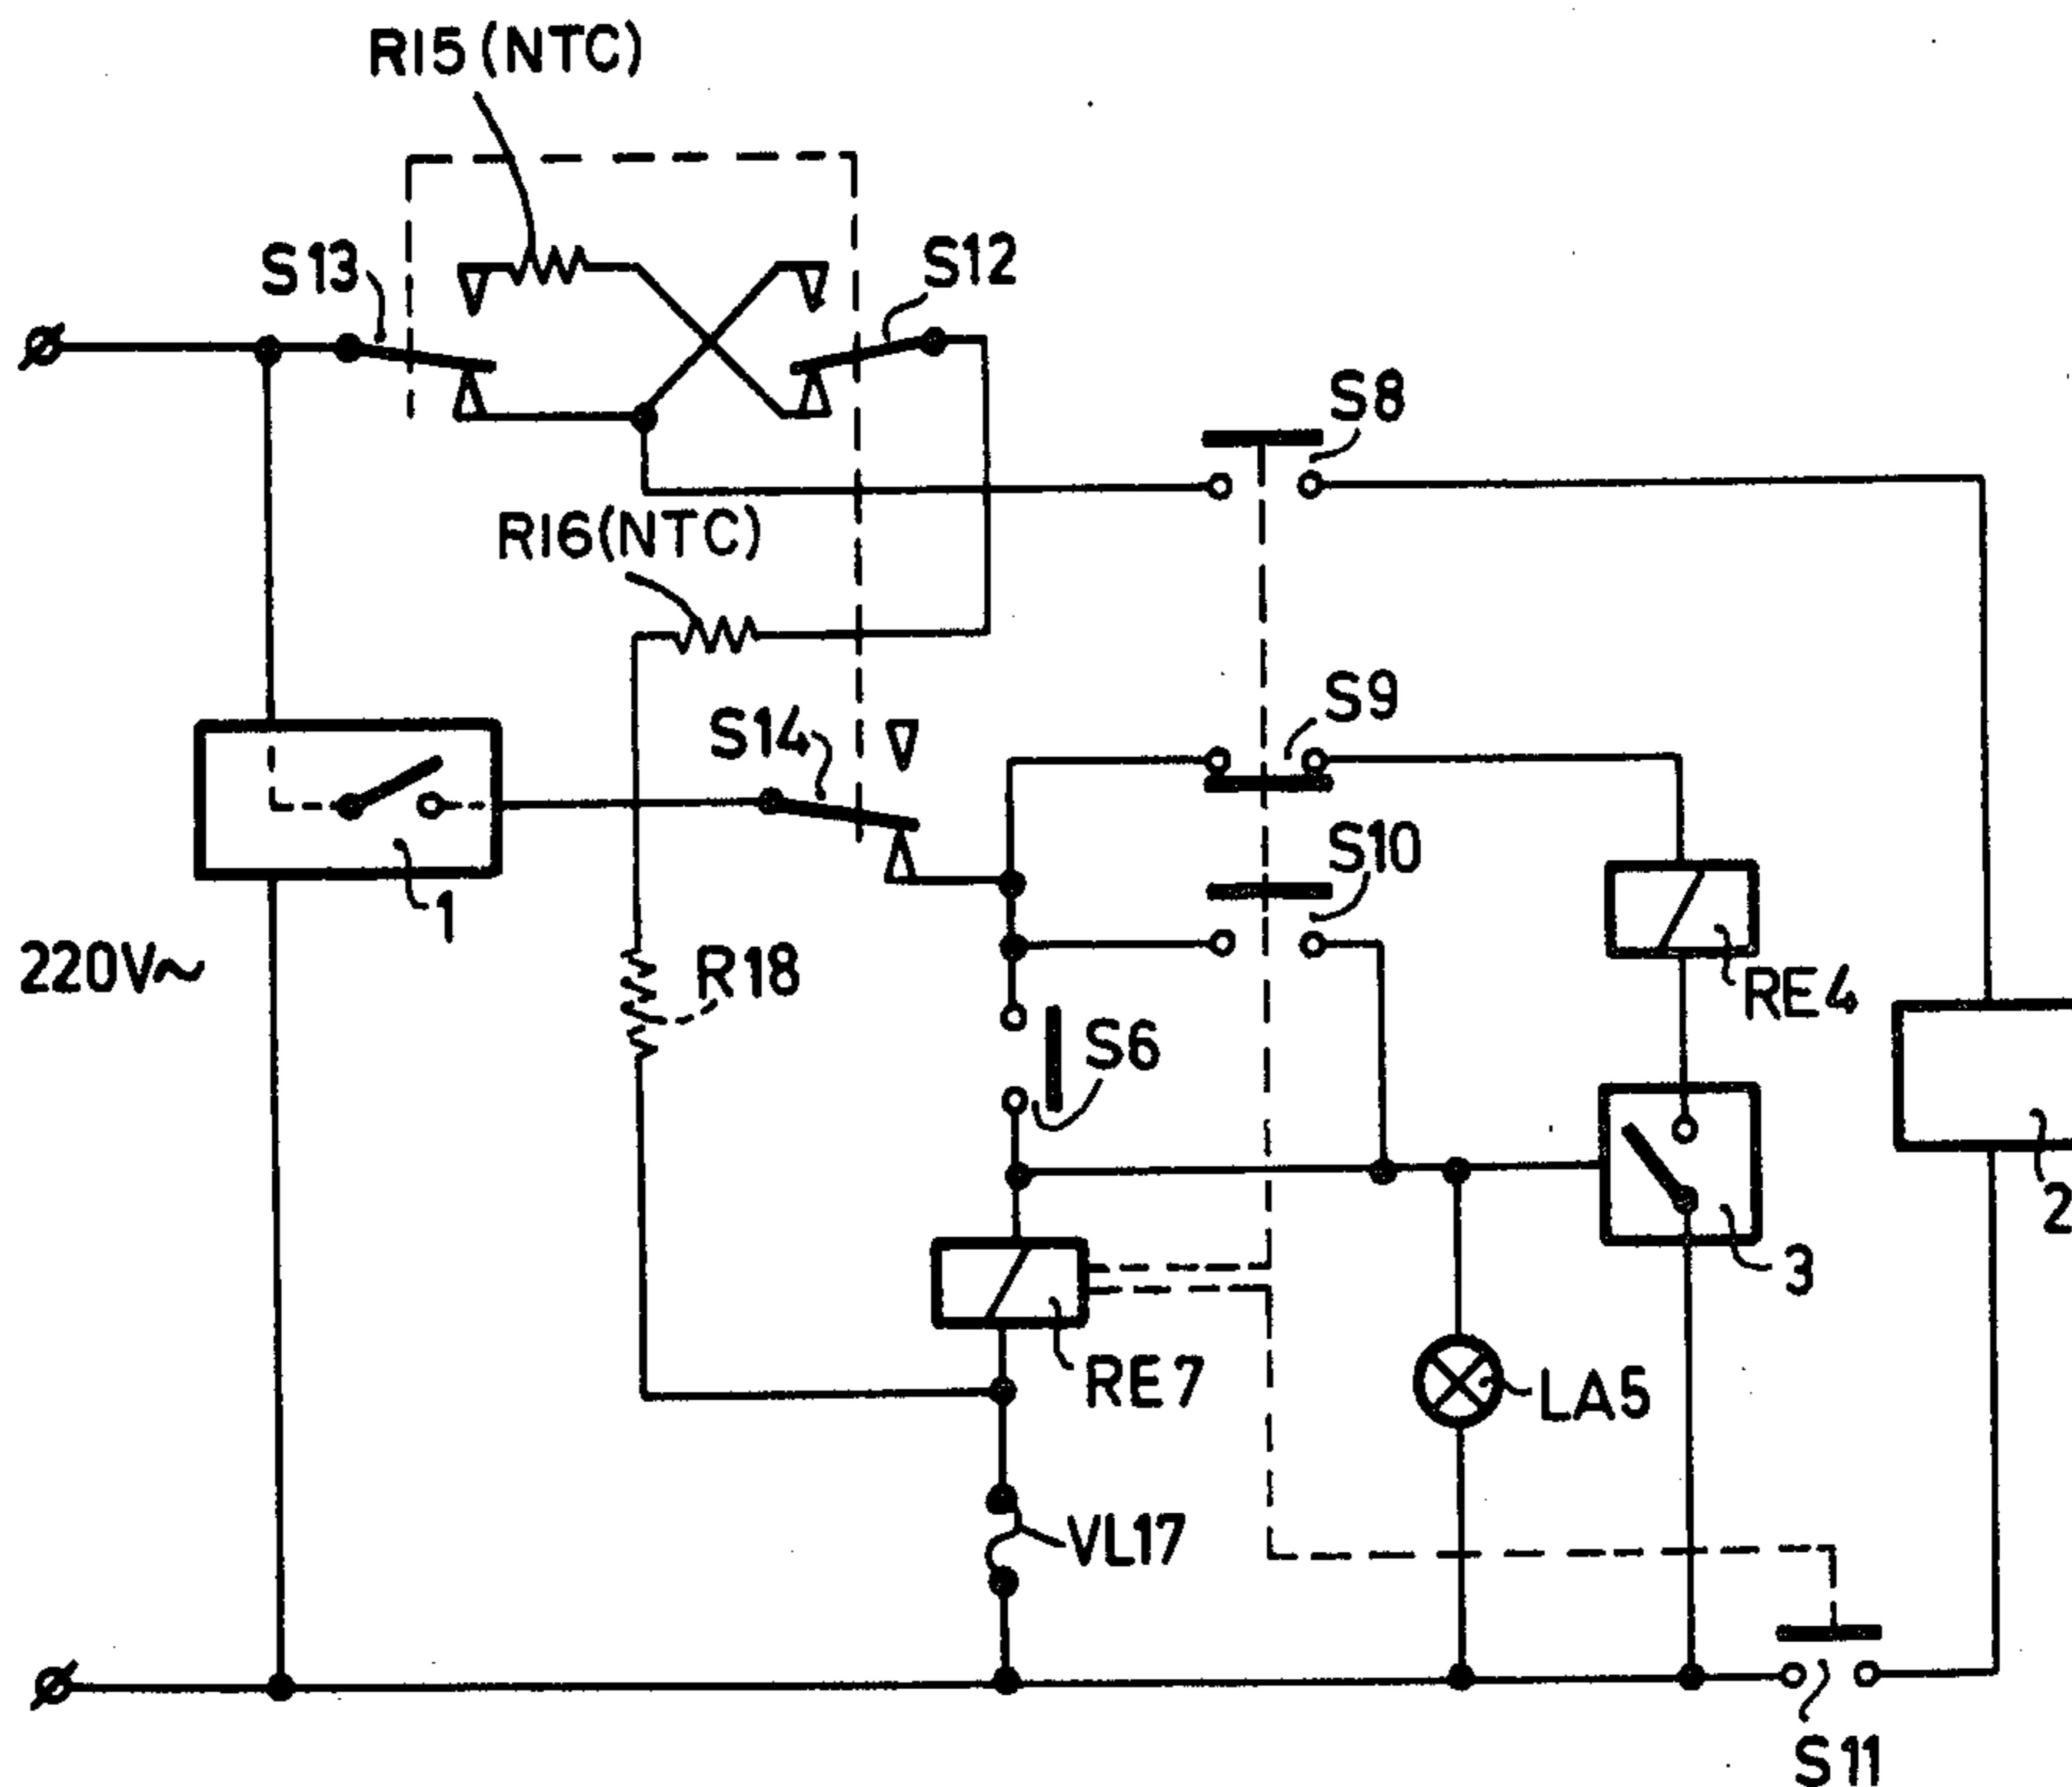 R15(NTC)
S13
S12
S8
R16(NTC)
S9
S14
S10
1
220V~
R18
RE4
S6
2
3
RE7
LA5
VL17
S11